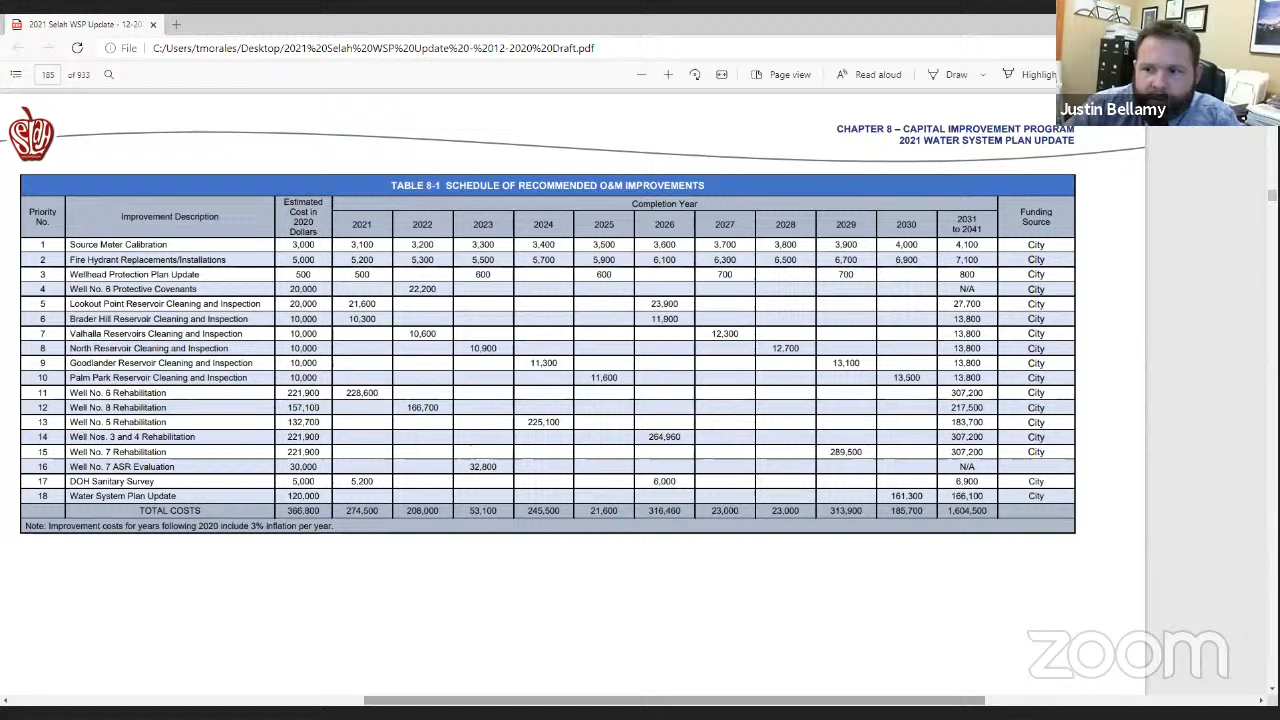 2021 Selah WSP Update - 12-20
File C:/Users/tmorales/Desktop/2021%20Selah%20WSP%20Update%20-%2012-2020%20Draft.pdf
185 of 933 Page view Read aloud Draw Highligh
Justin Bellamy
SELAH
CHAPTER 8 – CAPITAL IMPROVEMENT PROGRAM
2021 WATER SYSTEM PLAN UPDATE
TABLE 8-1 SCHEDULE OF RECOMMENDED O&M IMPROVEMENTS
Priority No. Improvement Description Estimated Cost in 2020 Dollars Completion Year Funding Source
2021 2022 2023 2024 2025 2026 2027 2028 2029 2030 2031 to 2041
1 Source Meter Calibration 3,000 3,100 3,200 3,300 3,400 3,500 3,600 3,700 3,800 3,900 4,000 4,100 City
2 Fire Hydrant Replacements/Installations 5,000 5,200 5,300 5,500 5,700 5,900 6,100 6,300 6,500 6,700 6,900 7,100 City
3 Wellhead Protection Plan Update 500 500 600 600 700 700 800 City
4 Well No. 6 Protective Covenants 20,000 22,200 N/A City
5 Lookout Point Reservoir Cleaning and Inspection 20,000 21,600 23,900 27,700 City
6 Brader Hill Reservoir Cleaning and Inspection 10,000 10,300 11,900 13,800 City
7 Valhalla Reservoirs Cleaning and Inspection 10,000 10,600 12,300 13,800 City
8 North Reservoir Cleaning and Inspection 10,000 10,900 12,700 13,800 City
9 Goodlander Reservoir Cleaning and Inspection 10,000 11,300 13,100 13,800 City
10 Palm Park Reservoir Cleaning and Inspection 10,000 11,600 13,500 13,800 City
11 Well No. 6 Rehabilitation 221,900 228,600 307,200 City
12 Well No. 8 Rehabilitation 157,100 166,700 217,500 City
13 Well No. 5 Rehabilitation 132,700 225,100 183,700 City
14 Well Nos. 3 and 4 Rehabilitation 221,900 264,960 307,200 City
15 Well No. 7 Rehabilitation 221,900 289,500 307,200 City
16 Well No. 7 ASR Evaluation 30,000 32,800 N/A
17 DOH Sanitary Survey 5,000 5,200 6,000 6,900 City
18 Water System Plan Update 120,000 161,300 166,100 City
TOTAL COSTS 366,800 274,500 208,000 53,100 245,500 21,600 316,460 23,000 23,000 313,900 185,700 1,604,500
Note: Improvement costs for years following 2020 include 3% inflation per year.
zoom